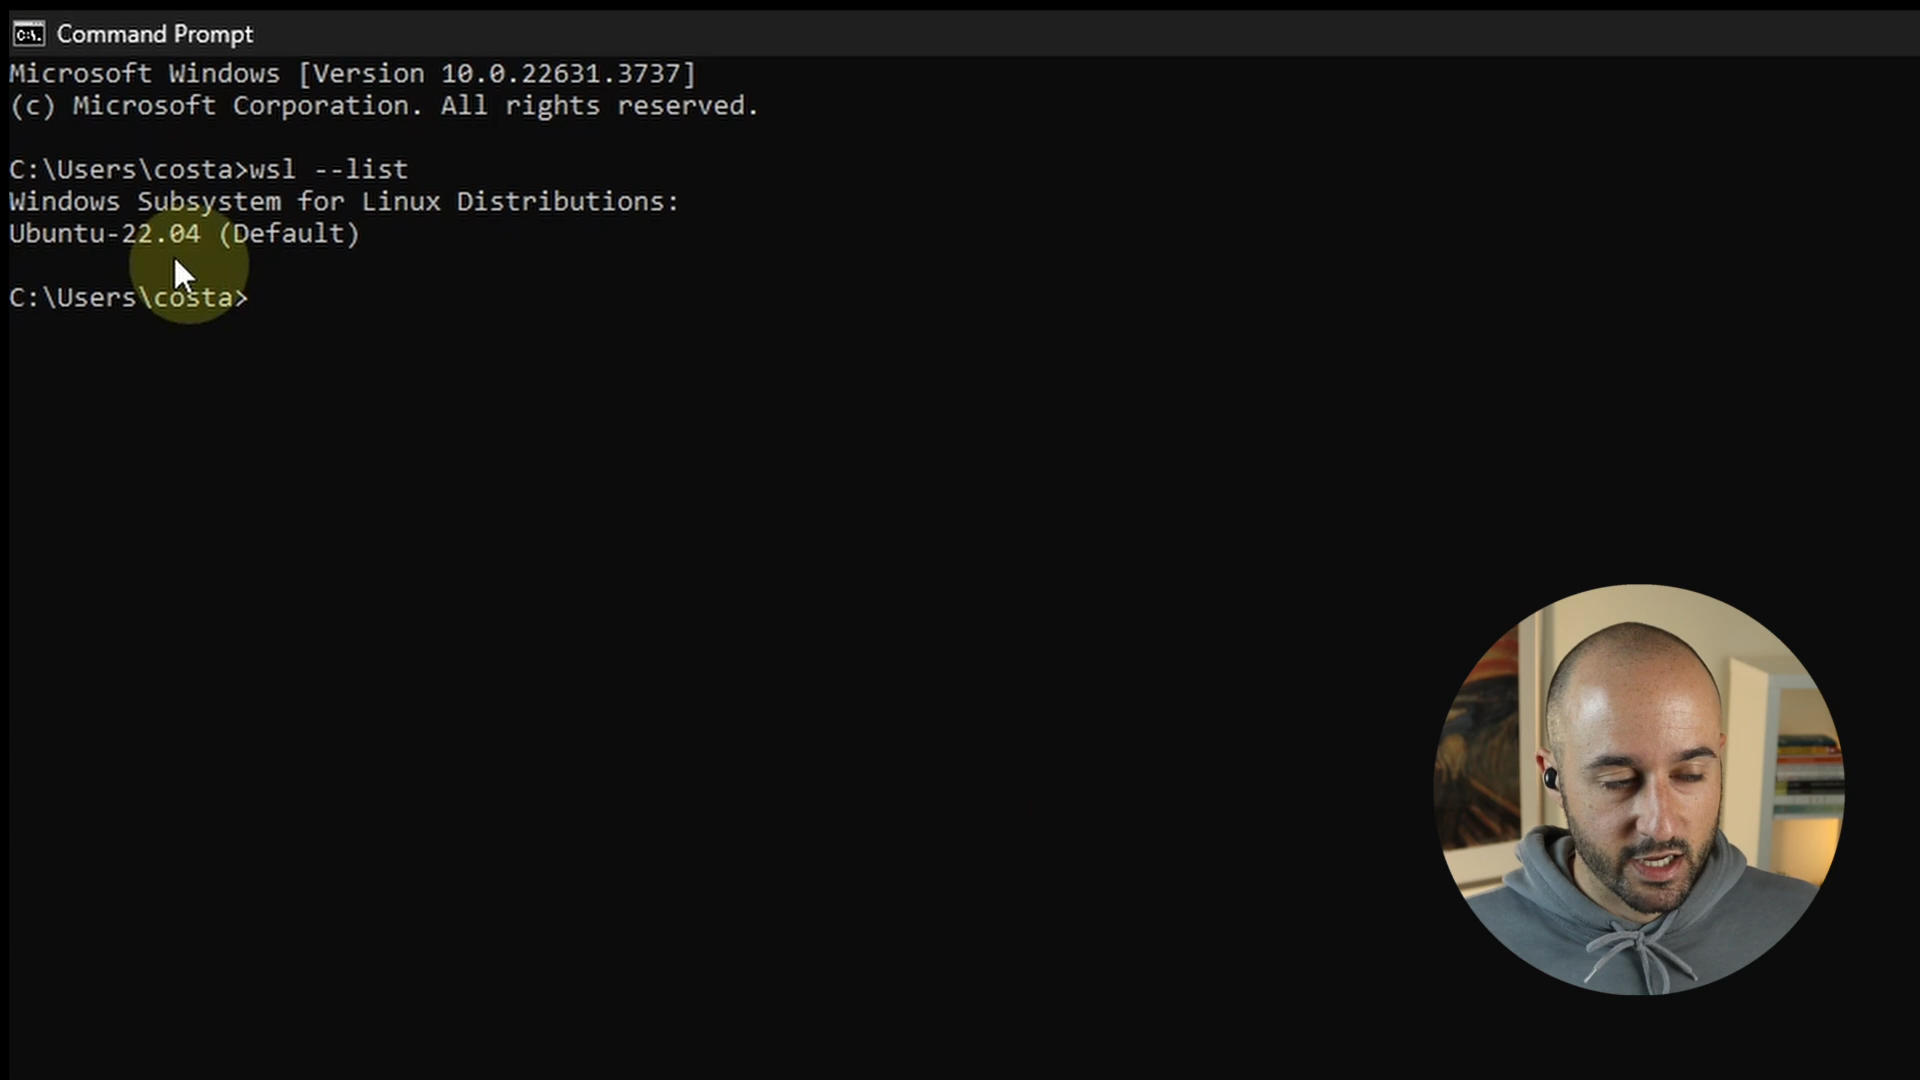 Command Prompt
Microsoft Windows [Version 10.0.22631.3737]
(c) Microsoft Corporation. All rights reserved.
C:\Users\costa>wsl --list
Windows Subsystem for Linux Distributions:
Ubuntu-22.04 (Default)
C:\Users\costa>